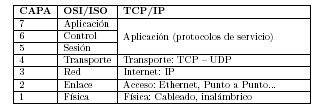 CAPA OSI/ISO TCP/IP
7 Aplicación
6 Control Aplicación (protocolos de servicio)
5 Sesión
4 Transporte Transporte: TCP – UDP
3 Red Internet: IP
2 Enlace Acceso: Ethernet, Punto a Punto...
1 Física Física: Cableado, inalámbrico